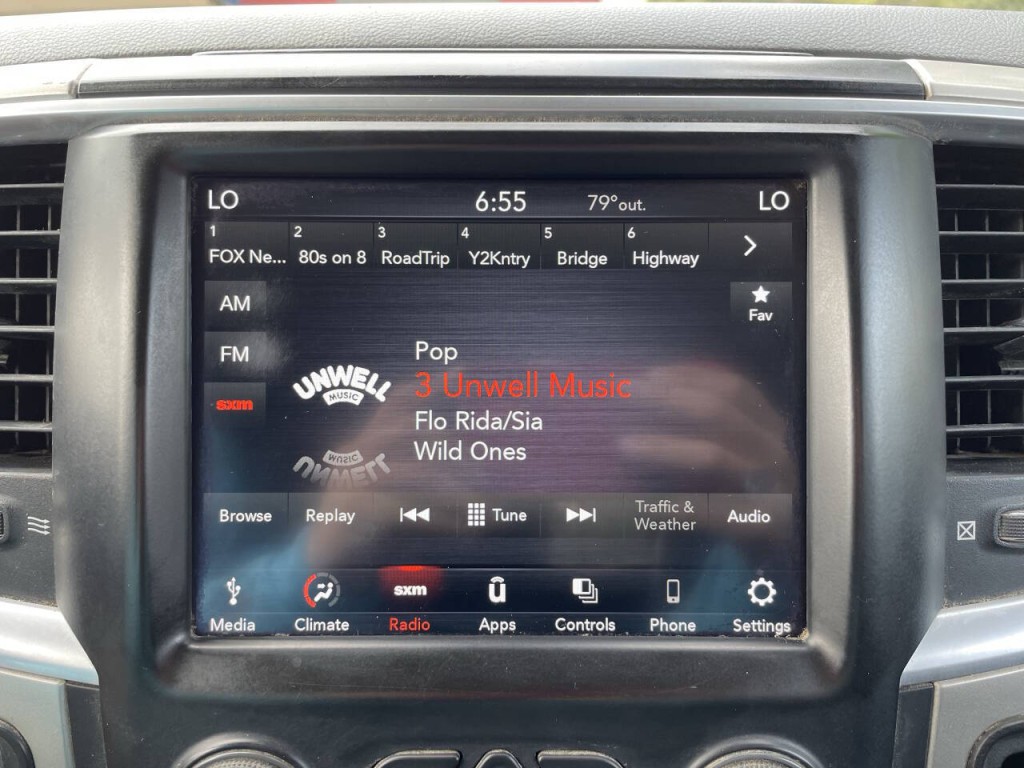 LO 6:55 79°out. LO
1 2 3 4 5 6
FOX Ne... 80s on 8 RoadTrip Y2Kntry Bridge Highway
AM
Fav
FM
Pop
UNWELL
MUSIC
3 Unwell Music
sxm
Flo Rida/Sia
Wild Ones
Browse Replay Tune Traffic & Weather Audio
sxm
Media Climate Radio Apps Controls Phone Settings